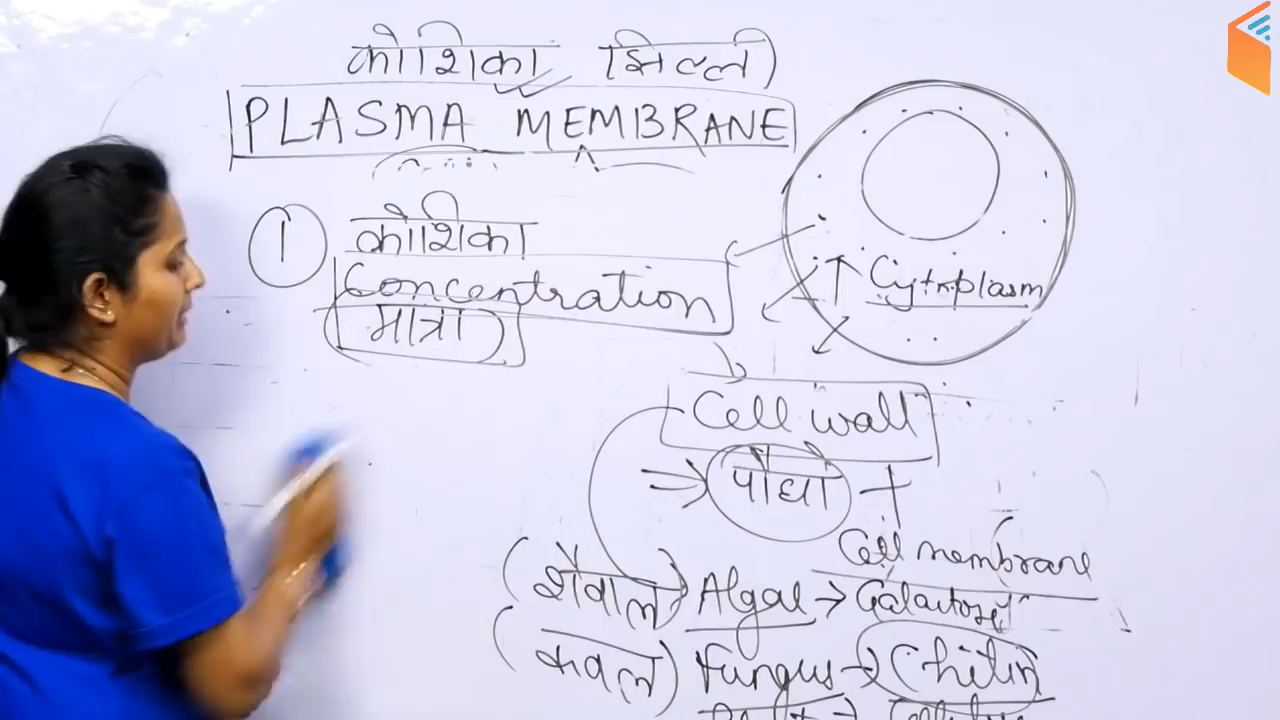 कोशिका झिल्ली
PLASMA MEMBRANE
1 कोशिका
Concentration
मात्रा
Cytoplasm
Cell wall
⇒ पौधों +
Cell membrane
(शैवाल) Algae → Galactose
(कवक) Fungus → Chitin